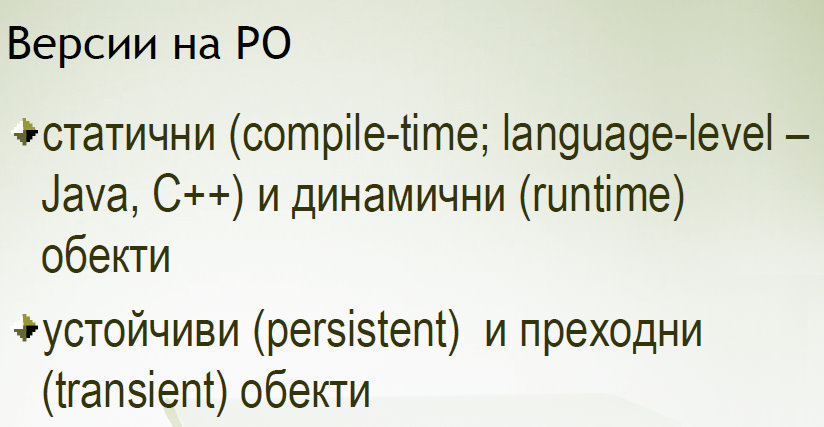 Версии на РО
статични (compile-time; language-level –
Java, C++) и динамични (runtime)
обекти
устойчиви (persistent) и преходни
(transient) обекти